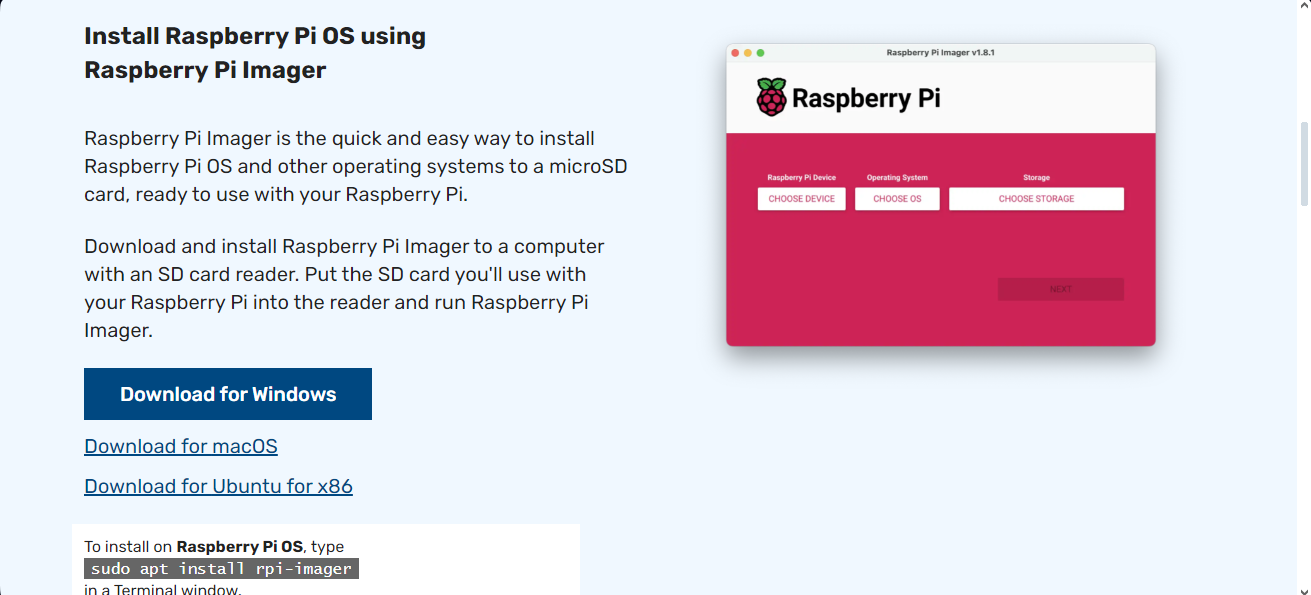 Install Raspberry Pi OS using
Raspberry Pi Imager
Raspberry Pi Imager is the quick and easy way to install
Raspberry Pi OS and other operating systems to a microSD
card, ready to use with your Raspberry Pi.
Download and install Raspberry Pi Imager to a computer
with an SD card reader. Put the SD card you'll use with
your Raspberry Pi into the reader and run Raspberry Pi
Imager.
Download for Windows
Download for macOS
Download for Ubuntu for x86
To install on Raspberry Pi OS, type
sudo apt install rpi-imager
in a Terminal window.
Raspberry Pi Imager v1.8.1
Raspberry Pi
Raspberry Pi Device Operating System Storage
CHOOSE DEVICE CHOOSE OS CHOOSE STORAGE
NEXT